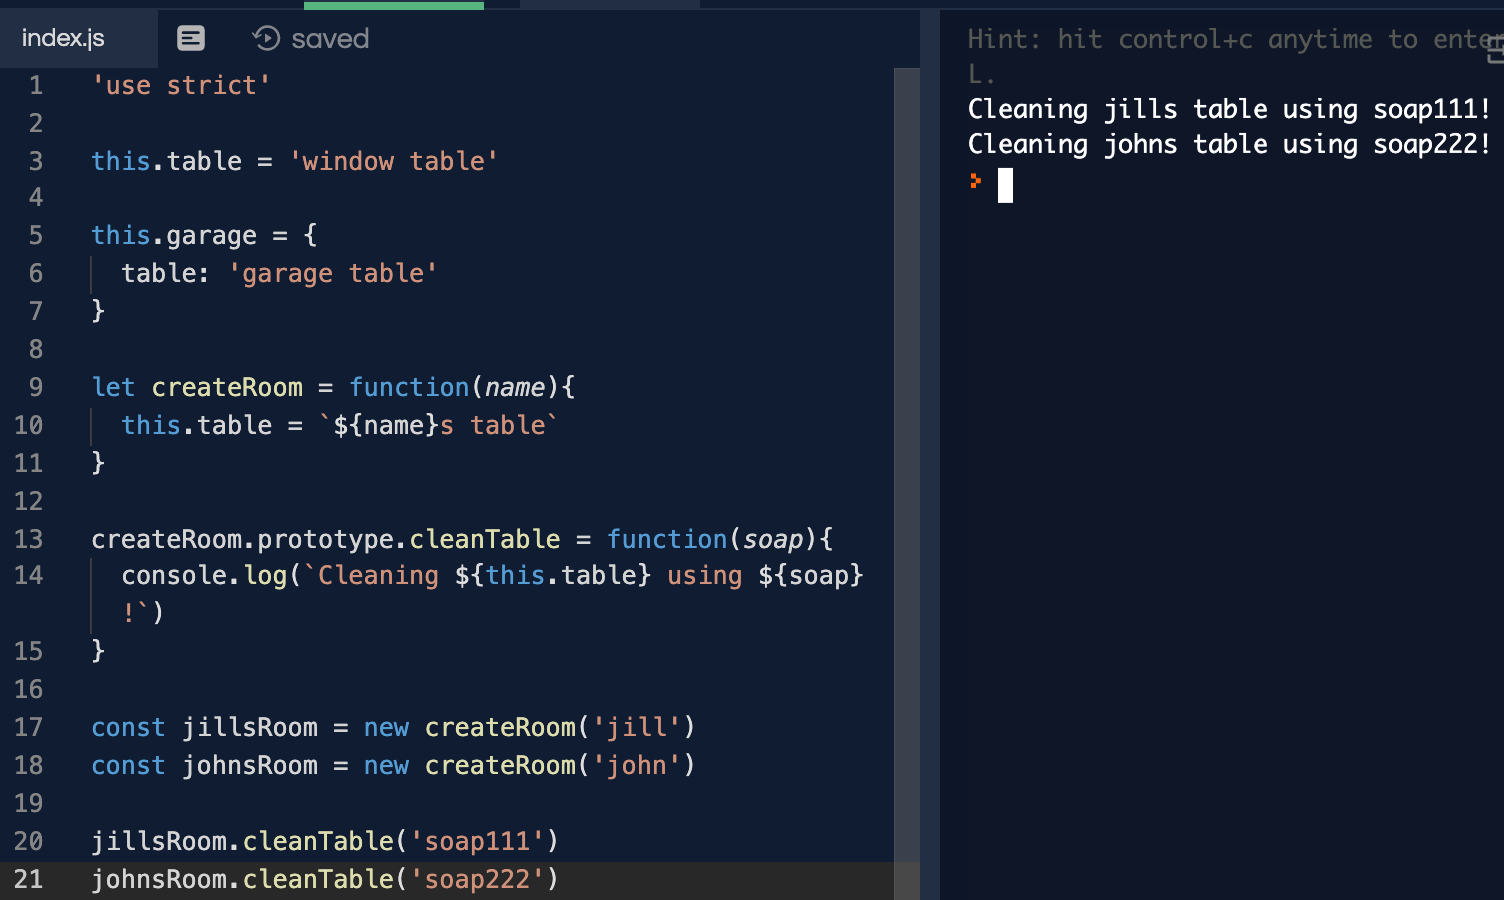 index.js saved
1 'use strict'
2
3 this.table = 'window table'
4
5 this.garage = {
6 table: 'garage table'
7 }
8
9 let createRoom = function(name){
10 this.table = `${name}s table`
11 }
12
13 createRoom.prototype.cleanTable = function(soap){
14 console.log(`Cleaning ${this.table} using ${soap}
!`)
15 }
16
17 const jillsRoom = new createRoom('jill')
18 const johnsRoom = new createRoom('john')
19
20 jillsRoom.cleanTable('soap111')
21 johnsRoom.cleanTable('soap222')
Hint: hit control+c anytime to enter
L.
Cleaning jills table using soap111!
Cleaning johns table using soap222!